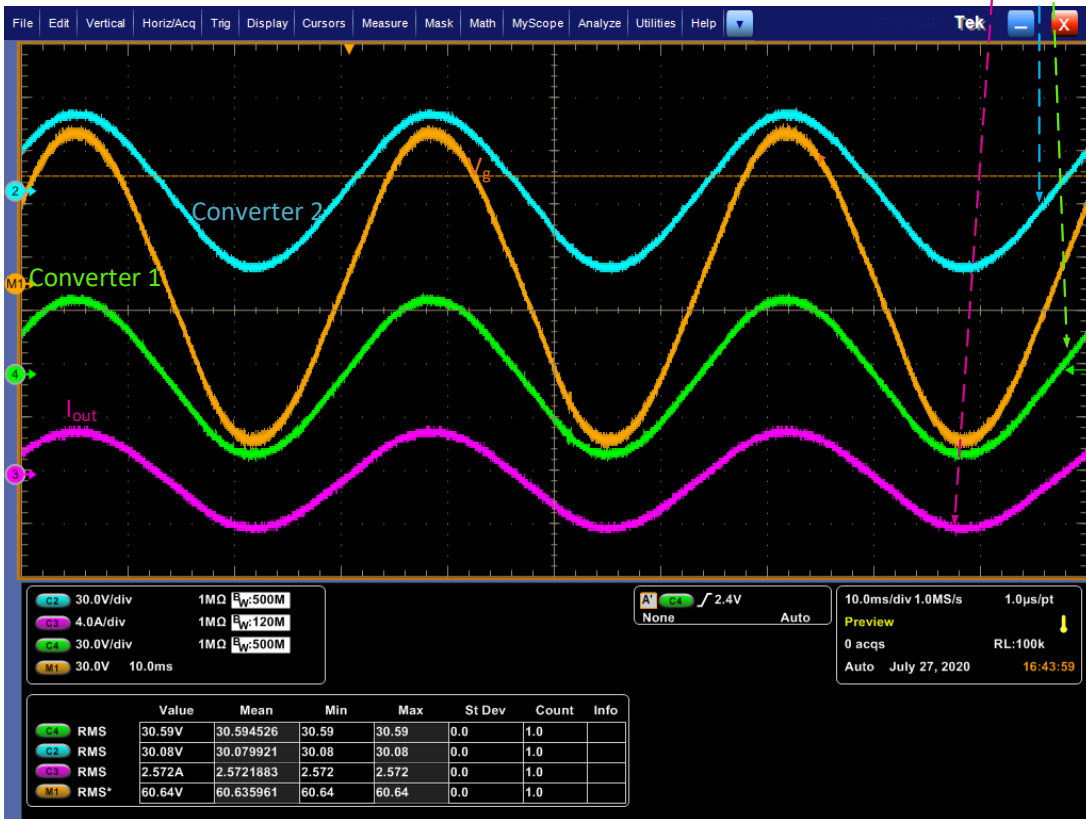 File Edit Vertical Horiz/Acq Trig Display Cursors Measure Mask Math MyScope Analyze Utilities Help Tek
X
Vg
2
Converter 2
Converter 1
M1
4
Iout
3
C2 30.0V/div 1MΩ BW:500M
C3 4.0A/div 1MΩ BW:120M
C4 30.0V/div 1MΩ BW:500M
M1 30.0V 10.0ms
A' C4 2.4V
None Auto
10.0ms/div 1.0MS/s 1.0µs/pt
Preview
0 acqs RL:100k
Auto July 27, 2020 16:43:59
Value Mean Min Max St Dev Count Info
C4 RMS 30.59V 30.594526 30.59 30.59 0.0 1.0
C2 RMS 30.08V 30.079921 30.08 30.08 0.0 1.0
C3 RMS 2.572A 2.5721883 2.572 2.572 0.0 1.0
M1 RMS* 60.64V 60.635961 60.64 60.64 0.0 1.0